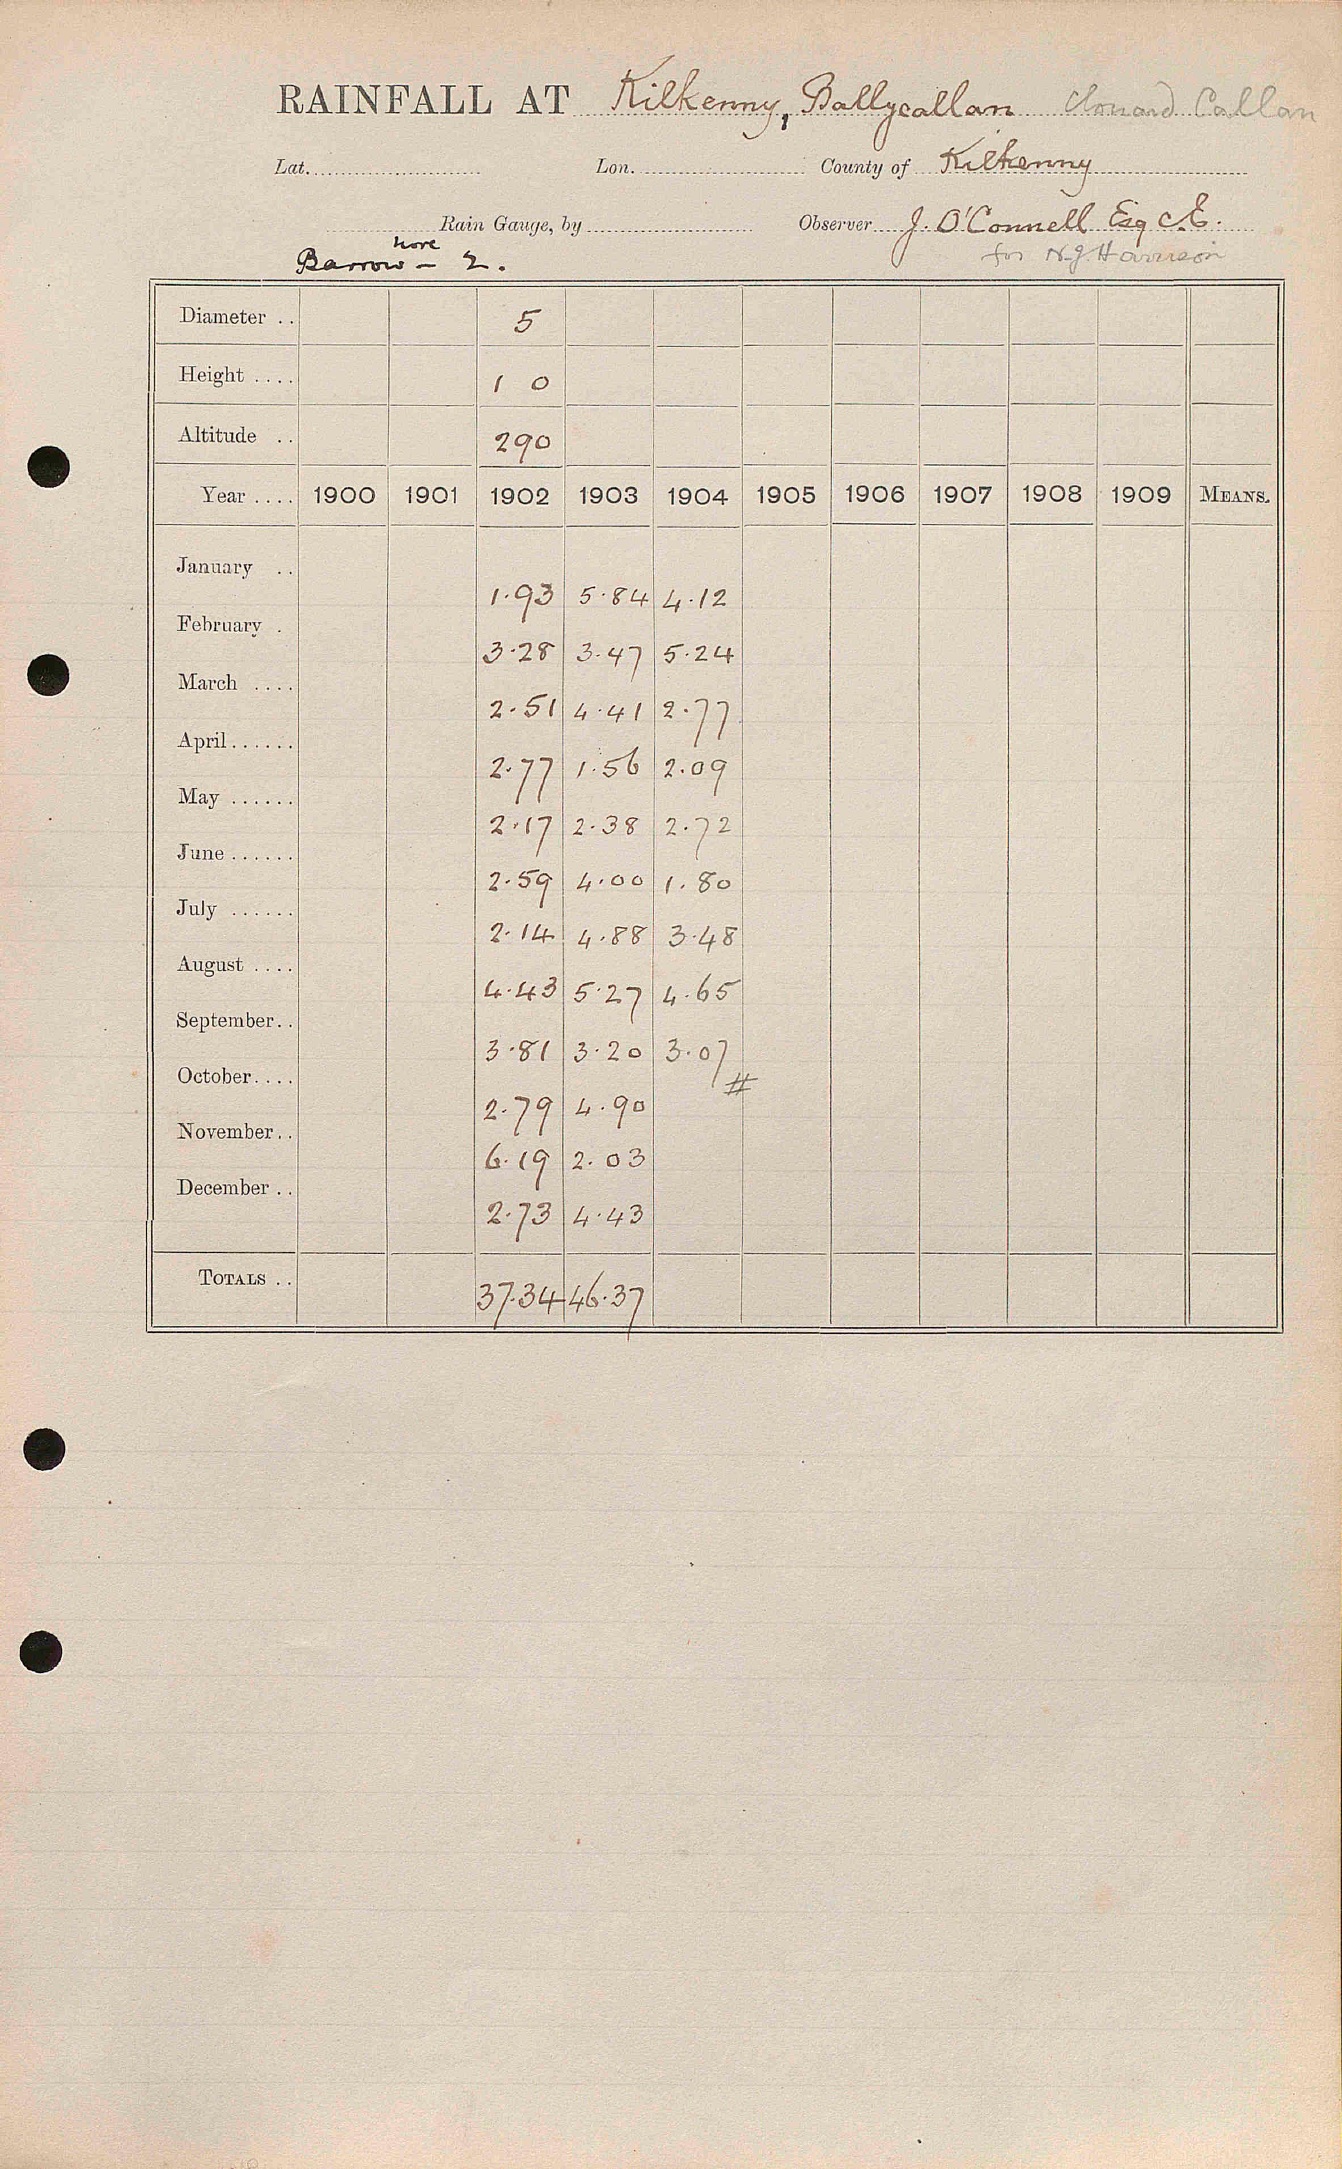 RAINFALL AT Kilkenny, Ballycallan Clonard Callan
Lat. Lon. County of Kilkenny
Rain Gauge, by Observer J. O'Connell Esq C.E.
Nore for N.J. Harrison
Barrow – 2.
Diameter .. 5
Height .... 1 0
Altitude .. 290
Year .... 1900 1901 1902 1903 1904 1905 1906 1907 1908 1909 MEANS.
January .. 1.93 5.84 4.12
February . 3.28 3.47 5.24
March .... 2.51 4.41 2.77
April...... 2.77 1.56 2.09
May ...... 2.17 2.38 2.72
June...... 2.59 4.00 1.80
July ...... 2.14 4.88 3.48
August .... 4.43 5.27 4.65
September.. 3.81 3.20 3.07
October.... 2.79 4.90 #
November.. 6.19 2.03
December .. 2.73 4.43
TOTALS .. 37.34 46.37